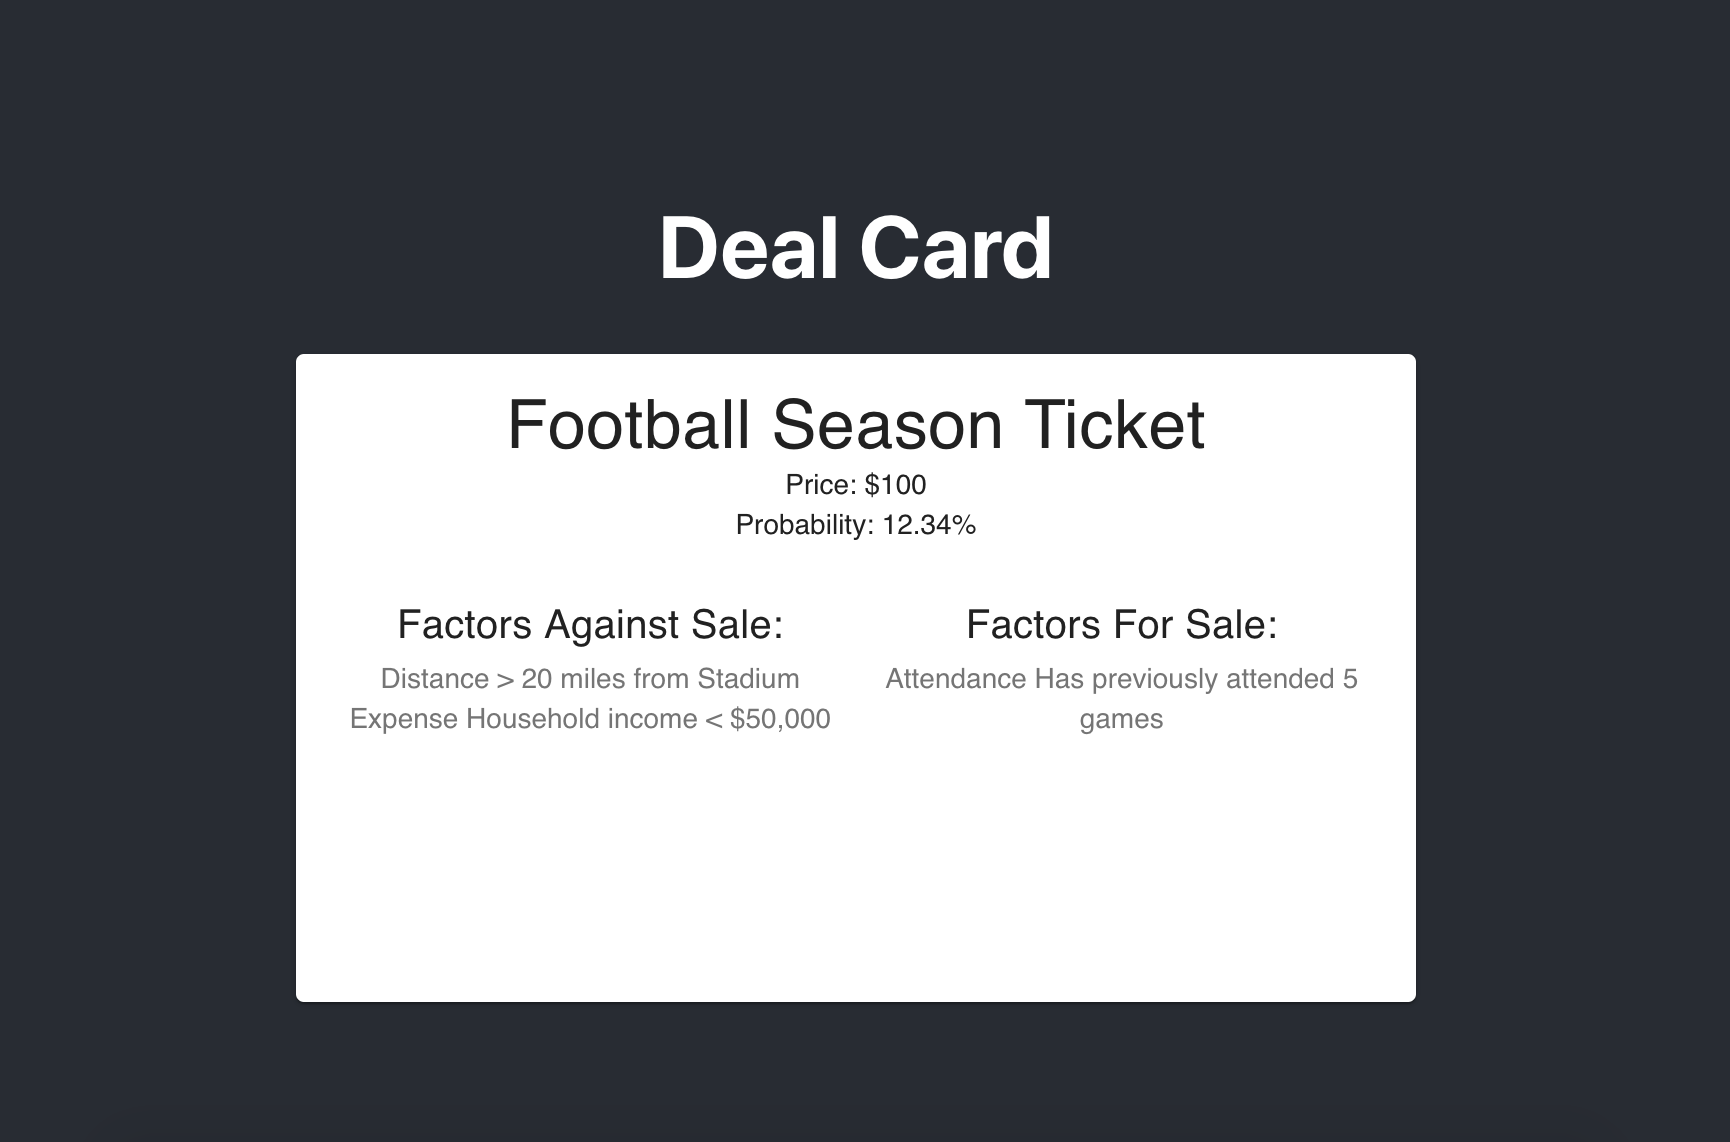 Deal Card
Football Season Ticket
Price: $100
Probability: 12.34%
Factors Against Sale:
Distance > 20 miles from Stadium
Expense Household income < $50,000
Factors For Sale:
Attendance Has previously attended 5
games